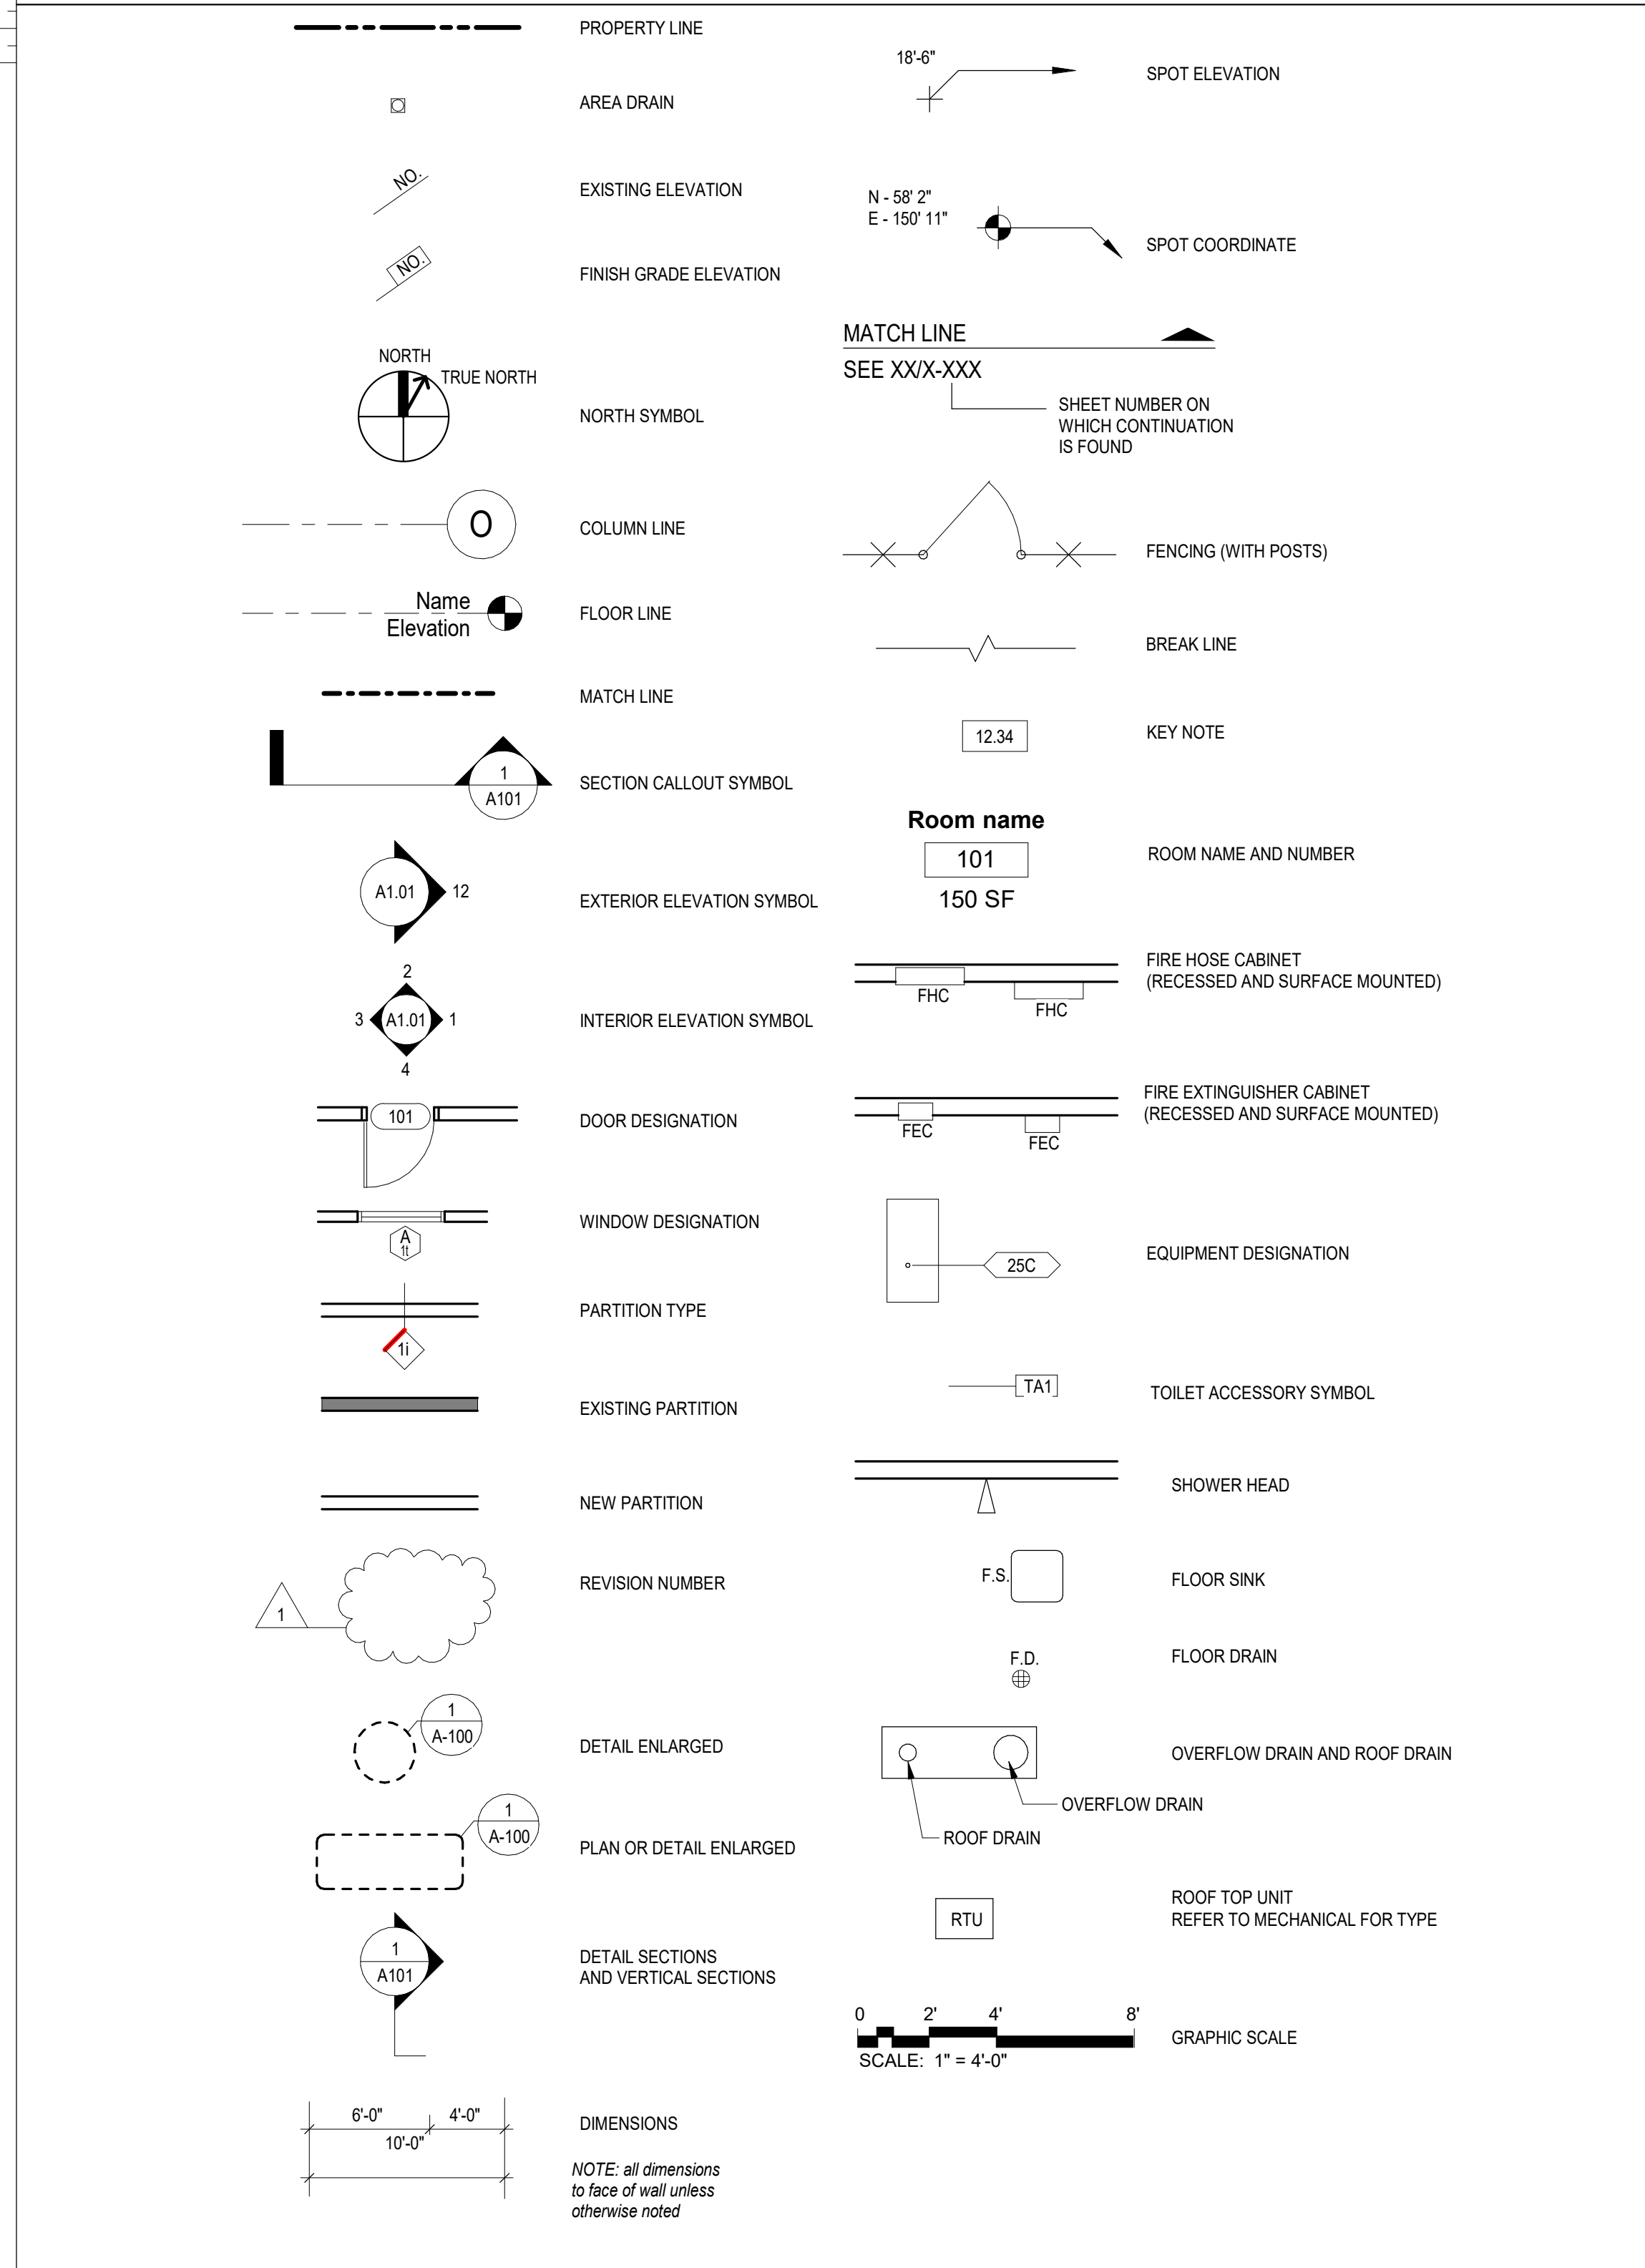 PROPERTY LINE
AREA DRAIN
NO.
EXISTING ELEVATION
NO.
FINISH GRADE ELEVATION
NORTH
TRUE NORTH
NORTH SYMBOL
O
COLUMN LINE
Name
Elevation
FLOOR LINE
MATCH LINE
1
A101
SECTION CALLOUT SYMBOL
A1.01
12
EXTERIOR ELEVATION SYMBOL
2
3 A1.01 1
4
INTERIOR ELEVATION SYMBOL
101
DOOR DESIGNATION
A
1t
WINDOW DESIGNATION
1i
PARTITION TYPE
EXISTING PARTITION
NEW PARTITION
1
REVISION NUMBER
1
A-100
DETAIL ENLARGED
1
A-100
PLAN OR DETAIL ENLARGED
1
A101
DETAIL SECTIONS
AND VERTICAL SECTIONS
6'-0" 4'-0"
10'-0"
DIMENSIONS
NOTE: all dimensions
to face of wall unless
otherwise noted
18'-6"
SPOT ELEVATION
N - 58' 2"
E - 150' 11"
SPOT COORDINATE
MATCH LINE
SEE XX/X-XXX
SHEET NUMBER ON
WHICH CONTINUATION
IS FOUND
FENCING (WITH POSTS)
BREAK LINE
12.34
KEY NOTE
Room name
101
150 SF
ROOM NAME AND NUMBER
FHC
FHC
FIRE HOSE CABINET
(RECESSED AND SURFACE MOUNTED)
FEC
FEC
FIRE EXTINGUISHER CABINET
(RECESSED AND SURFACE MOUNTED)
25C
EQUIPMENT DESIGNATION
TA1
TOILET ACCESSORY SYMBOL
SHOWER HEAD
F.S.
FLOOR SINK
F.D.
FLOOR DRAIN
OVERFLOW DRAIN AND ROOF DRAIN
OVERFLOW DRAIN
ROOF DRAIN
RTU
ROOF TOP UNIT
REFER TO MECHANICAL FOR TYPE
0 2' 4' 8'
SCALE: 1" = 4'-0"
GRAPHIC SCALE